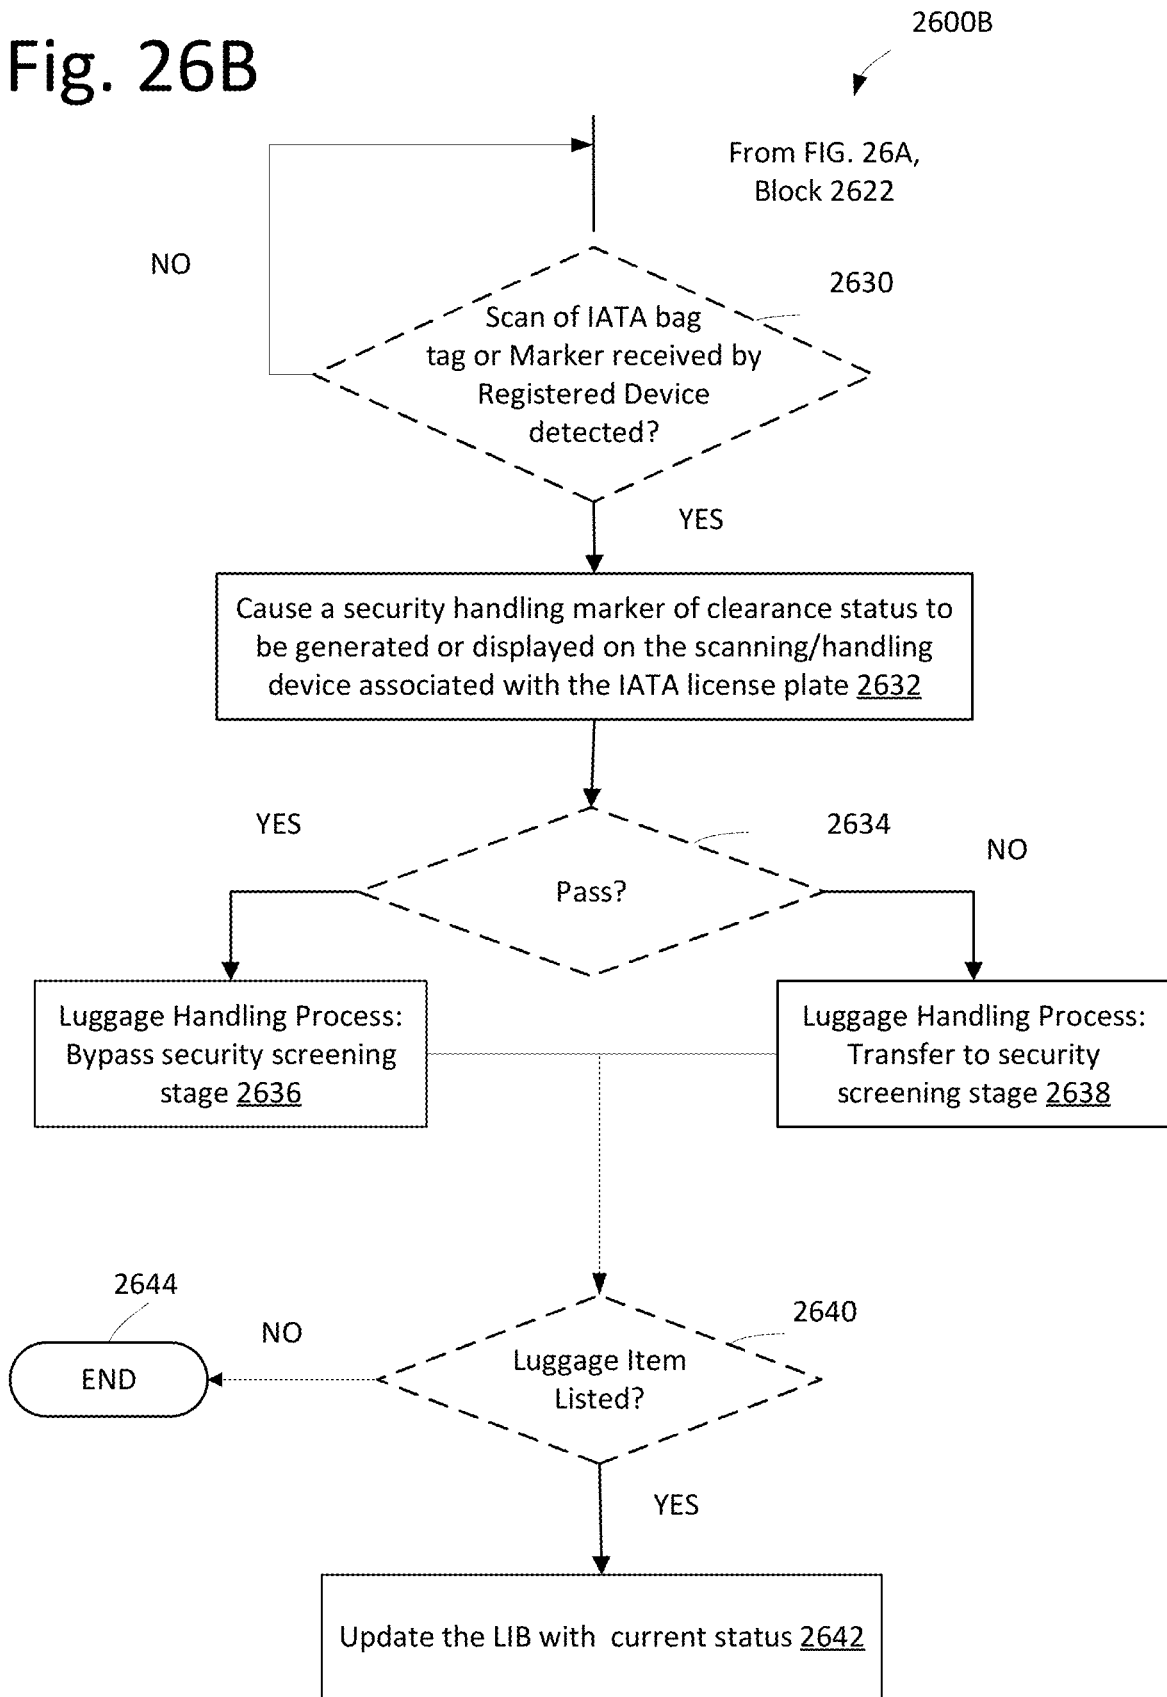 Fig. 26B
2600B
From FIG. 26A,
Block 2622
NO
2630
Scan of IATA bag
tag or Marker received by
Registered Device
detected?
YES
Cause a security handling marker of clearance status to
be generated or displayed on the scanning/handling
device associated with the IATA license plate 2632
YES
2634
NO
Pass?
Luggage Handling Process:
Bypass security screening
stage 2636
Luggage Handling Process:
Transfer to security
screening stage 2638
2644
2640
NO
END
Luggage Item
Listed?
YES
Update the LIB with current status 2642